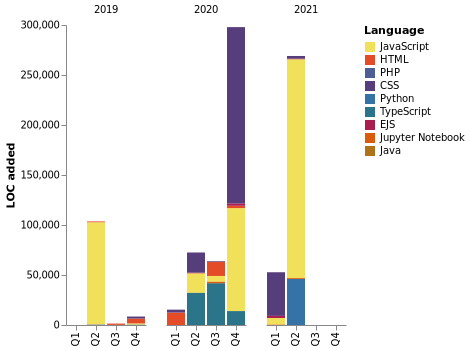 2019 2020 2021
LOC added
300,000
250,000
200,000
150,000
100,000
50,000
0
Q1 Q2 Q3 Q4 Q1 Q2 Q3 Q4 Q1 Q2 Q3 Q4
Language
JavaScript
HTML
PHP
CSS
Python
TypeScript
EJS
Jupyter Notebook
Java